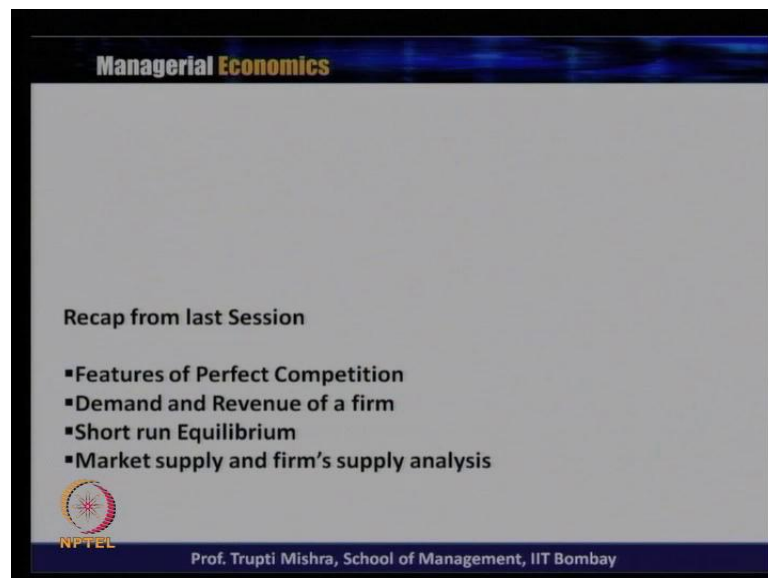 Managerial Economics
Recap from last Session
▪Features of Perfect Competition
▪Demand and Revenue of a firm
▪Short run Equilibrium
▪Market supply and firm's supply analysis
NPTEL
Prof. Trupti Mishra, School of Management, IIT Bombay